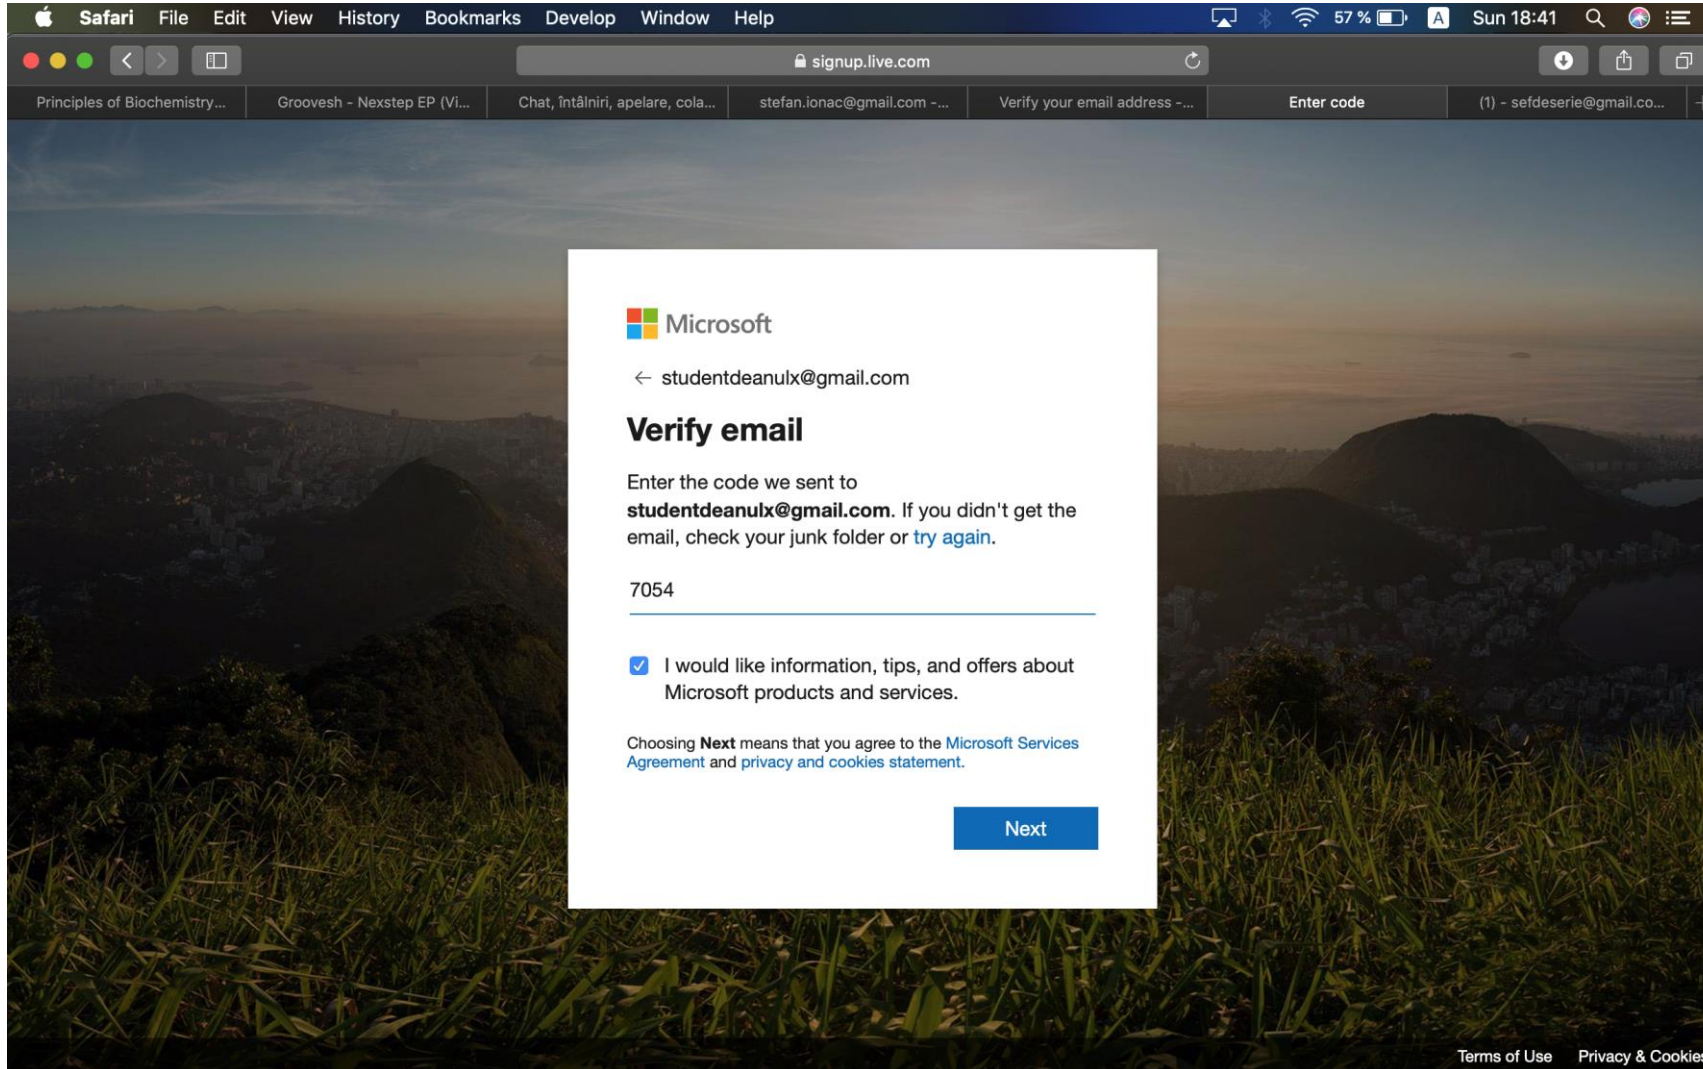 Safari File Edit View History Bookmarks Develop Window Help 57 % A Sun 18:41
signup.live.com
Principles of Biochemistry... Groovesh - Nexstep EP (Vi... Chat, întâlniri, apelare, cola... stefan.ionac@gmail.com -... Verify your email address -... Enter code (1) - sefdeserie@gmail.co...
Microsoft
← studentdeanulx@gmail.com
Verify email
Enter the code we sent to
studentdeanulx@gmail.com. If you didn't get the
email, check your junk folder or try again.
7054
I would like information, tips, and offers about
Microsoft products and services.
Choosing Next means that you agree to the Microsoft Services
Agreement and privacy and cookies statement.
Next
Terms of Use Privacy & Cookies